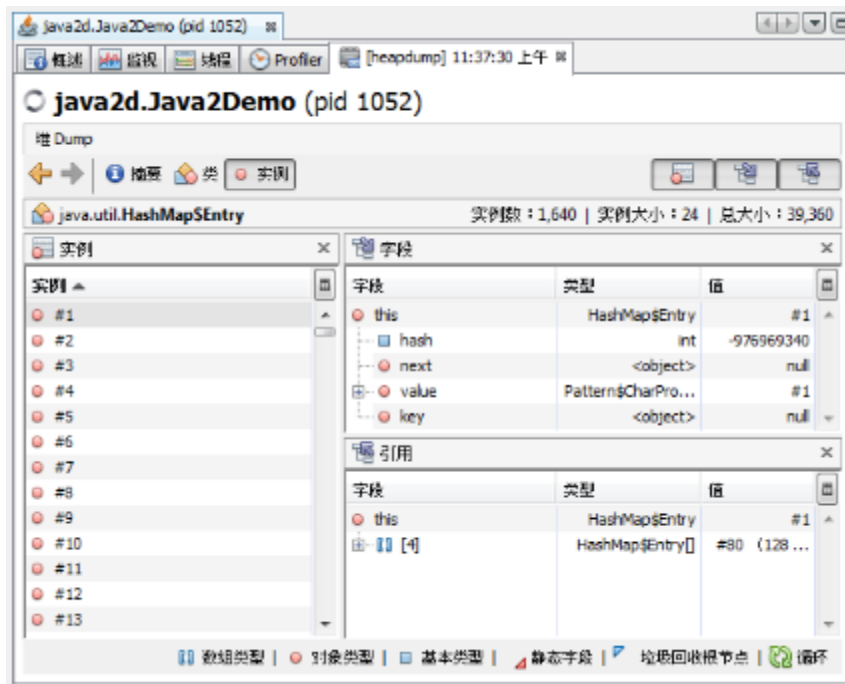 java2d.Java2Demo (pid 1052)
概述 监视 线程 Profiler [heapdump] 11:37:30 上午
java2d.Java2Demo (pid 1052)
堆 Dump
摘要 类 实例
java.util.HashMap$Entry 实例数：1,640 | 实例大小：24 | 总大小：39,360
实例
实例
#1
#2
#3
#4
#5
#6
#7
#8
#9
#10
#11
#12
#13
字段
字段 类型 值
this HashMap$Entry #1
hash int -976969340
next <object> null
value Pattern$CharPro... #1
key <object> null
引用
字段 类型 值
this HashMap$Entry #1
[4] HashMap$Entry[] #80 (128 ...
数组类型 | 对象类型 | 基本类型 | 静态字段 | 垃圾回收根节点 | 循环